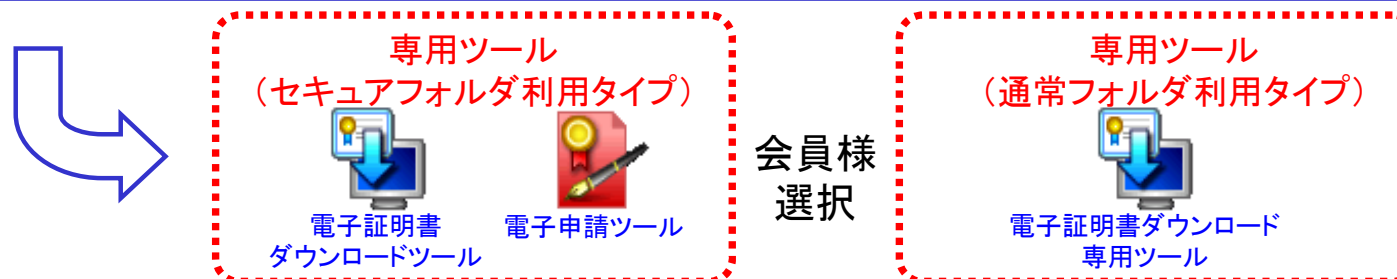 専用ツール
（セキュアフォルダ利用タイプ）
電子証明書
ダウンロードツール
電子申請ツール
会員様
選択
専用ツール
（通常フォルダ利用タイプ）
電子証明書ダウンロード
専用ツール